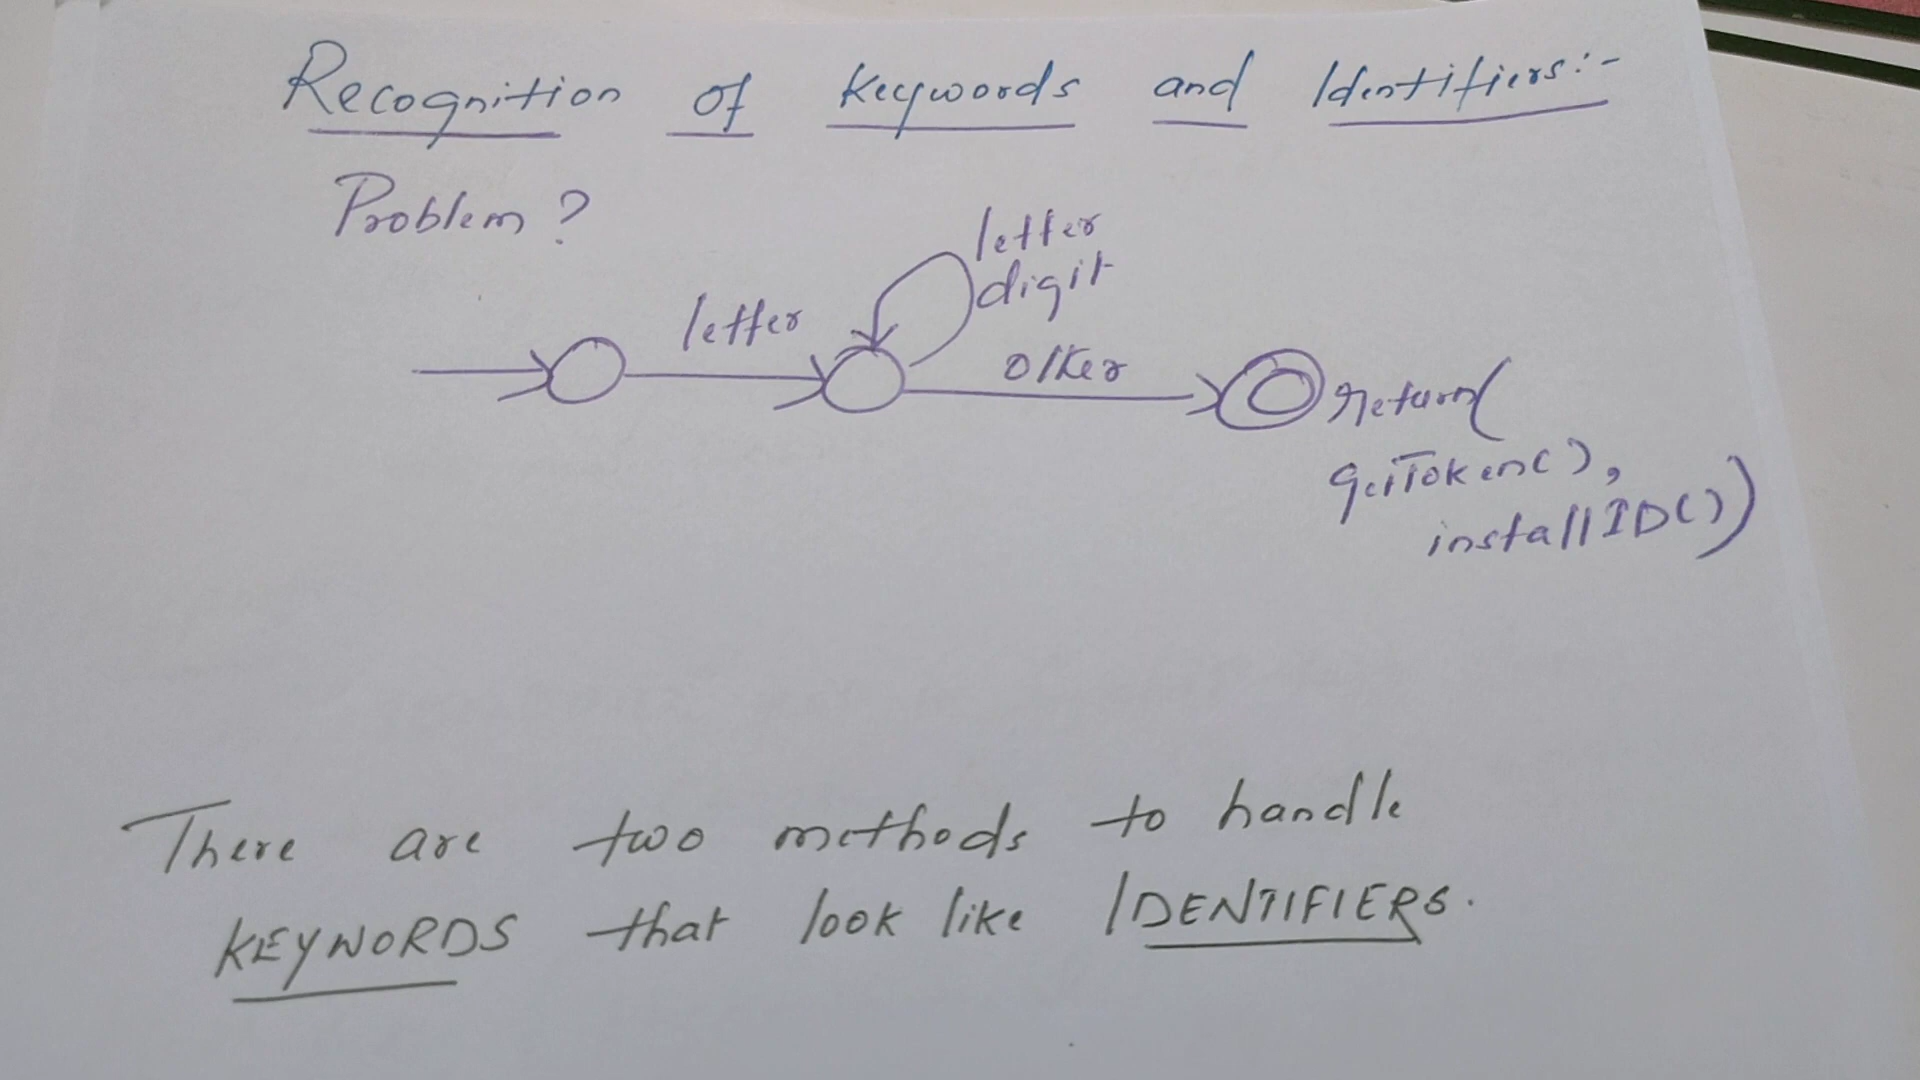 Recognition of Keywords and Identifiers:-
Problem?
letter
digit
letter
other
return(
getToken(),
installID())
There are two methods to handle
KEYWORDS that look like IDENTIFIERS.